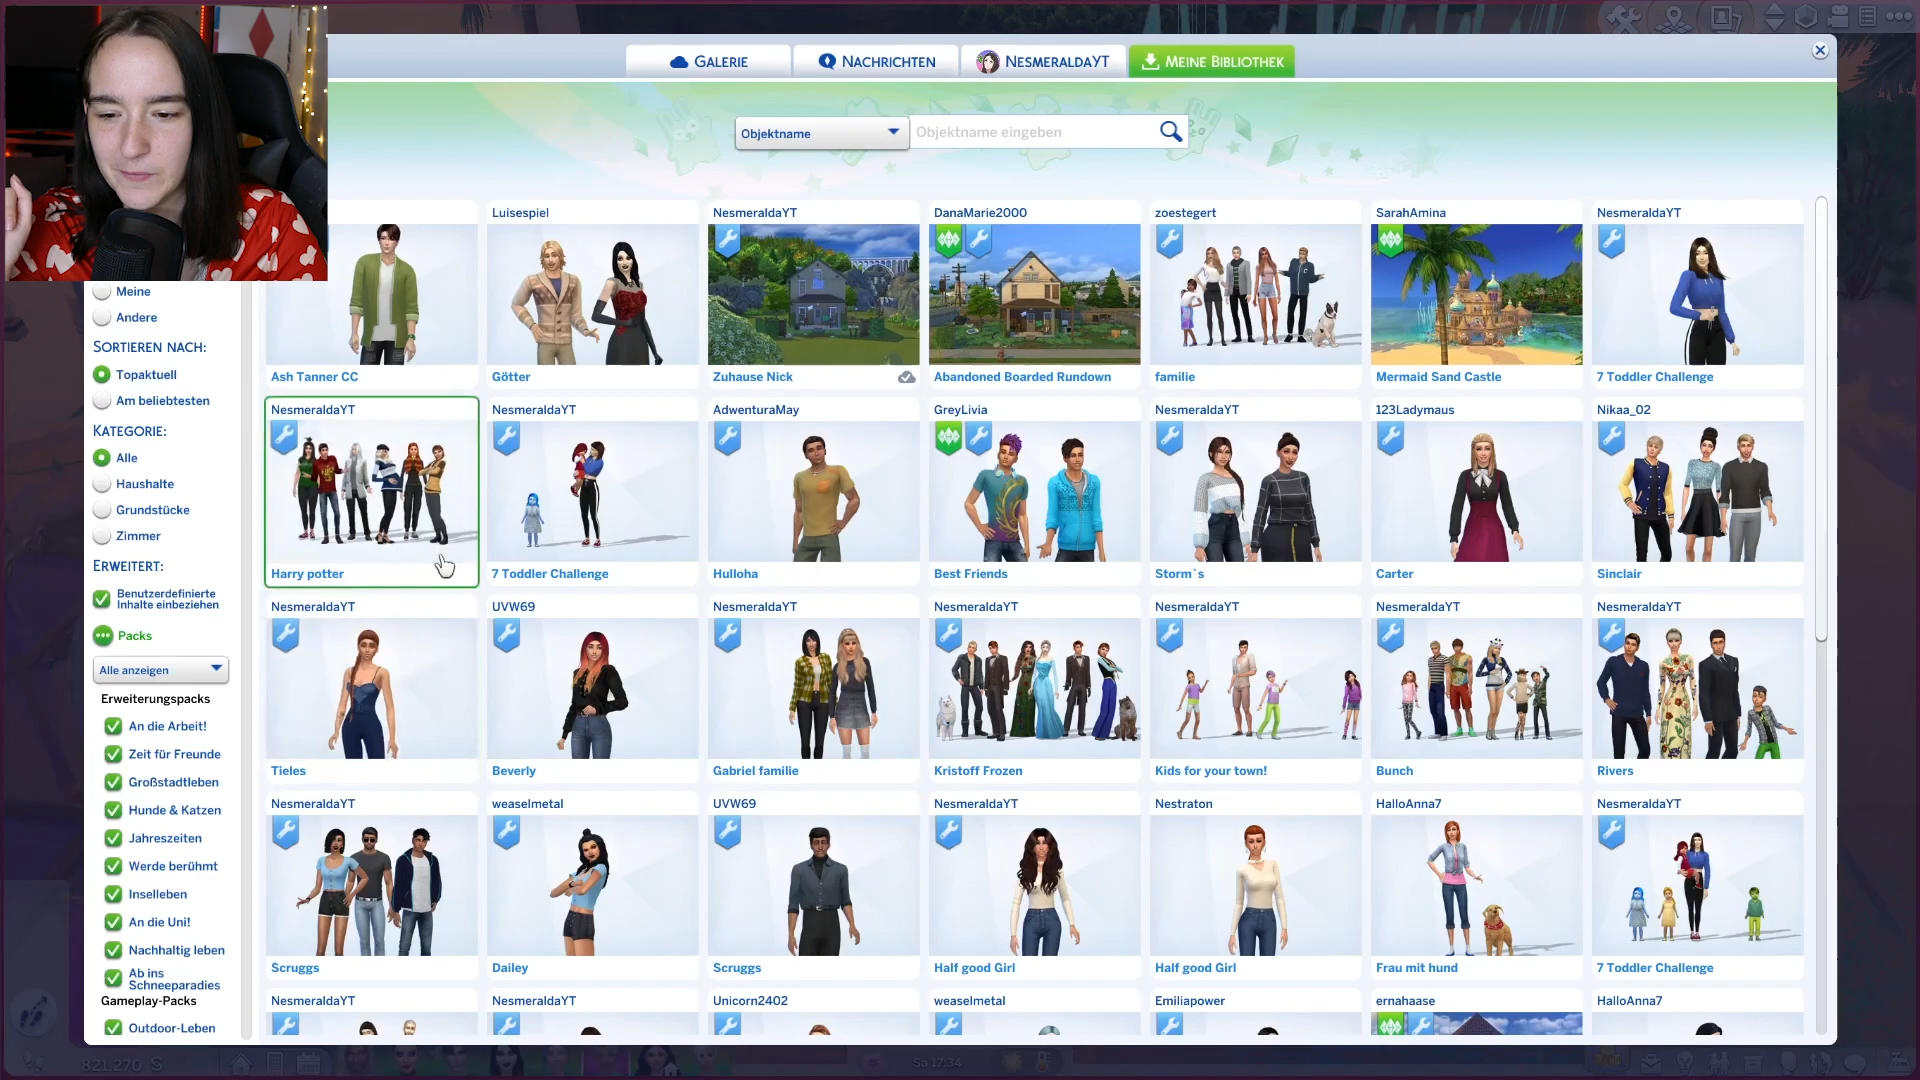 GALERIE
NACHRICHTEN
NESMERALDAYT
MEINE BIBLIOTHEK
Objektname
Objektname eingeben
Meine
Andere
SORTIEREN NACH:
Topaktuell
Am beliebtesten
KATEGORIE:
Alle
Haushalte
Grundstücke
Zimmer
ERWEITERT:
Benutzerdefinierte
Inhalte einbeziehen
Packs
Alle anzeigen
Erweiterungspacks
An die Arbeit!
Zeit für Freunde
Großstadtleben
Hunde & Katzen
Jahreszeiten
Werde berühmt
Inselleben
An die Uni!
Nachhaltig leben
Ab ins
Schneeparadies
Gameplay-Packs
Outdoor-Leben
Luisespiel
NesmeraldaYT
DanaMarie2000
zoestegert
SarahAmina
NesmeraldaYT
Ash Tanner CC
Götter
Zuhause Nick
Abandoned Boarded Rundown
familie
Mermaid Sand Castle
7 Toddler Challenge
NesmeraldaYT
NesmeraldaYT
AdwenturaMay
GreyLivia
NesmeraldaYT
123Ladymaus
Nikaa_02
Harry potter
7 Toddler Challenge
Hulloha
Best Friends
Storm`s
Carter
Sinclair
NesmeraldaYT
UVW69
NesmeraldaYT
NesmeraldaYT
NesmeraldaYT
NesmeraldaYT
NesmeraldaYT
Tieles
Beverly
Gabriel familie
Kristoff Frozen
Kids for your town!
Bunch
Rivers
NesmeraldaYT
weaselmetal
UVW69
NesmeraldaYT
Nestraton
HalloAnna7
NesmeraldaYT
Scruggs
Dailey
Scruggs
Half good Girl
Half good Girl
Frau mit hund
7 Toddler Challenge
NesmeraldaYT
NesmeraldaYT
Unicorn2402
weaselmetal
Emiliapower
ernahaase
HalloAnna7
821.270 S
Sa 17:34